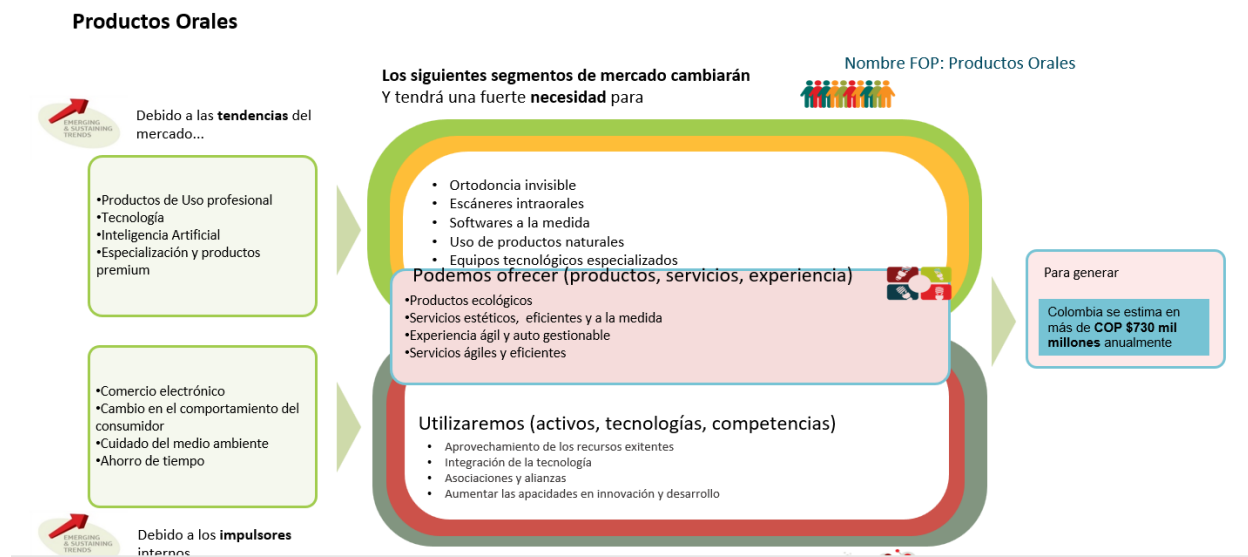 Productos Orales
Nombre FOP: Productos Orales
Los siguientes segmentos de mercado cambiarán
Y tendrá una fuerte necesidad para
EMERGING
& SUSTAINING
TRENDS
Debido a las tendencias del
mercado...
•Productos de Uso profesional
•Tecnología
•Inteligencia Artificial
•Especialización y productos
premium
• Ortodoncia invisible
• Escáneres intraorales
• Softwares a la medida
• Uso de productos naturales
• Equipos tecnológicos especializados
Podemos ofrecer (productos, servicios, experiencia)
•Productos ecológicos
•Servicios estéticos, eficientes y a la medida
•Experiencia ágil y auto gestionable
•Servicios ágiles y eficientes
Para generar
Colombia se estima en
más de COP $730 mil
millones anualmente
•Comercio electrónico
•Cambio en el comportamiento del
consumidor
•Cuidado del medio ambiente
•Ahorro de tiempo
Utilizaremos (activos, tecnologías, competencias)
• Aprovechamiento de los recursos exitentes
• Integración de la tecnología
• Asociaciones y alianzas
• Aumentar las apacidades en innovación y desarrollo
EMERGING
& SUSTAINING
TRENDS
Debido a los impulsores
internos